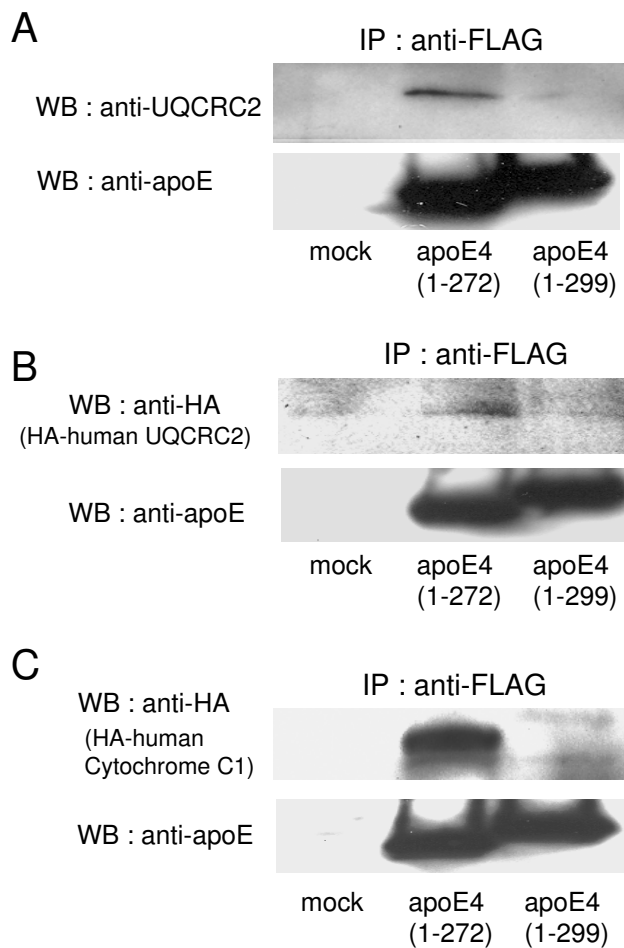 A
IP : anti-FLAG
WB : anti-UQCRC2
WB : anti-apoE
mock apoE4 apoE4
(1-272) (1-299)
B
IP : anti-FLAG
WB : anti-HA
(HA-human UQCRC2)
WB : anti-apoE
mock apoE4 apoE4
(1-272) (1-299)
C
IP : anti-FLAG
WB : anti-HA
(HA-human
Cytochrome C1)
WB : anti-apoE
mock apoE4 apoE4
(1-272) (1-299)